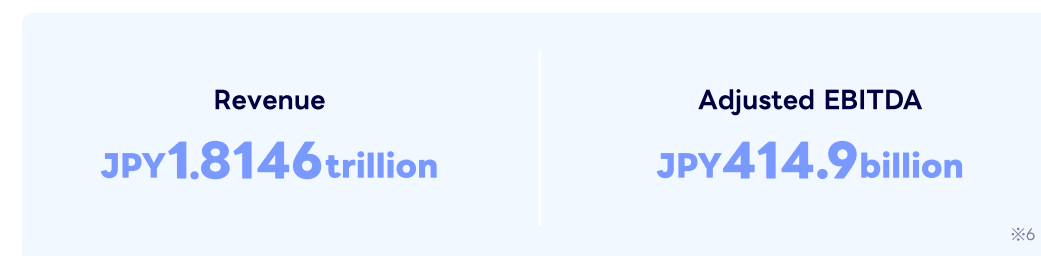 Revenue
JPY1.8146trillion
Adjusted EBITDA
JPY414.9billion
※6